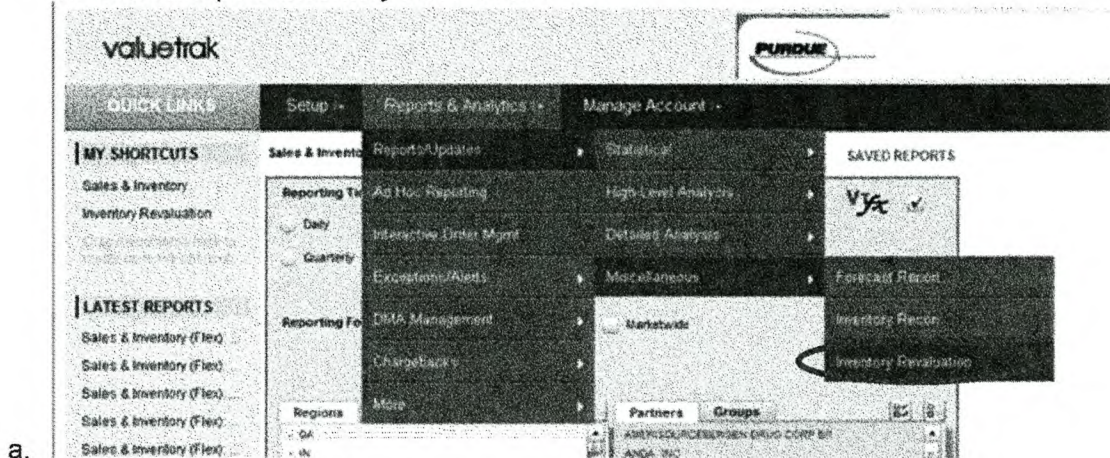 valuetrak
PURDUE
QUICK LINKS
Setup
Reports & Analytics
Manage Account
MY SHORTCUTS
Sales & Inventory
Inventory Revaluation
Sales & Invento
Reporting
Daily
Quarterly
Reporting Fo
Reports/Updates
Ad Hoc Reporting
Interactive Order Mgmt
Exceptions/Alerts
DMA Management
Chargebacks
More
Statistical
High-Level Analysis
Detailed Analysis
Miscellaneous
Marketwide
SAVED REPORTS
Forecast Report
Inventory Recon
Inventory Revaluation
LATEST REPORTS
Sales & Inventory (Flex) ...
Sales & Inventory (Flex) ...
Sales & Inventory (Flex) ...
Sales & Inventory (Flex) ...
Sales & Inventory (Flex) ...
Regions
GA
IN
Partners
Groups
AMERISOURCEBERGEN DRUG CORP
ANDA, INC
a.